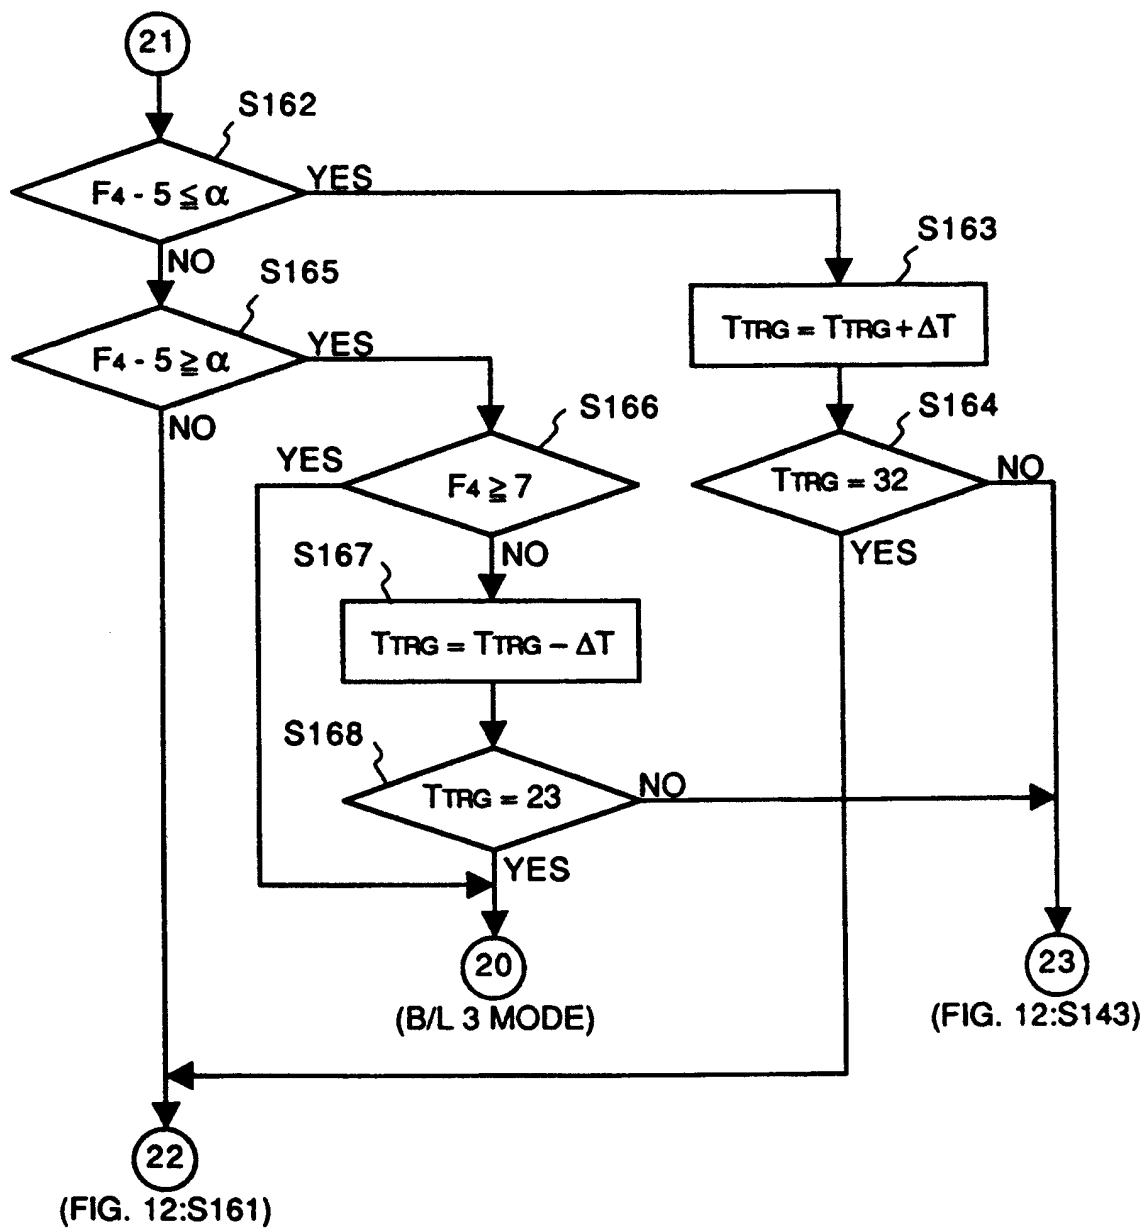 21
S162
F4 - 5 ≦ α
YES
NO
S163
TTRG = TTRG + ΔT
S165
F4 - 5 ≧ α
YES
NO
S164
TTRG = 32
NO
YES
S166
YES
F4 ≧ 7
NO
S167
TTRG = TTRG – ΔT
S168
TTRG = 23
NO
YES
20
(B/L 3 MODE)
23
(FIG. 12:S143)
22
(FIG. 12:S161)